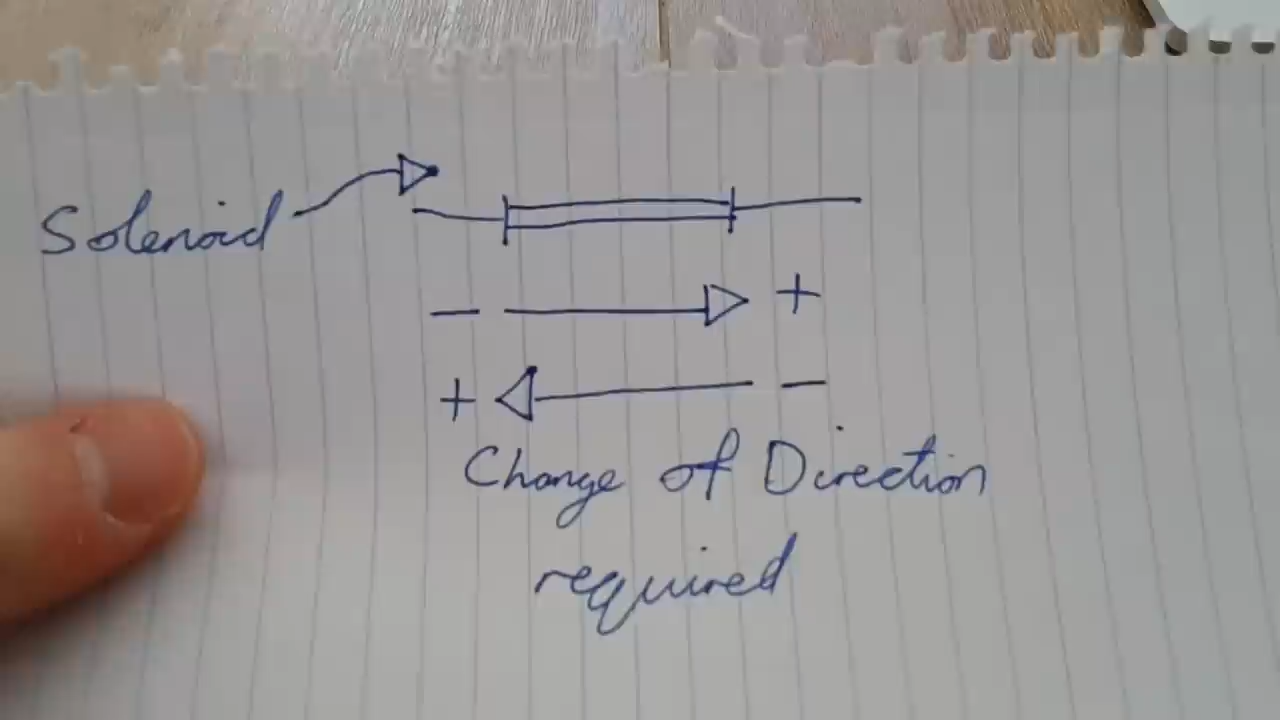 Solenoid
- +
+ -
Change of Direction
required